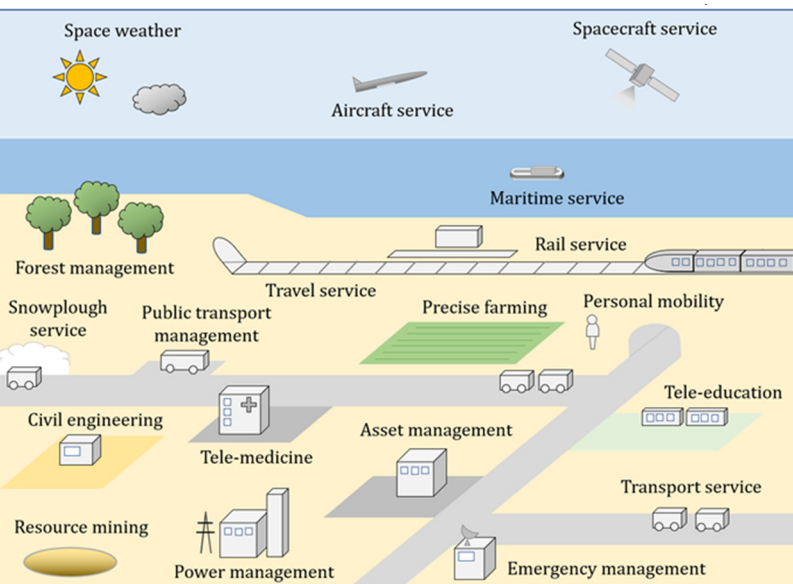 Space weather
Spacecraft service
Aircraft service
Maritime service
Rail service
Forest management
Travel service
Snowplough
service
Public transport
management
Precise farming
Personal mobility
Tele-education
Civil engineering
Asset management
Tele-medicine
Transport service
Resource mining
Power management
Emergency management